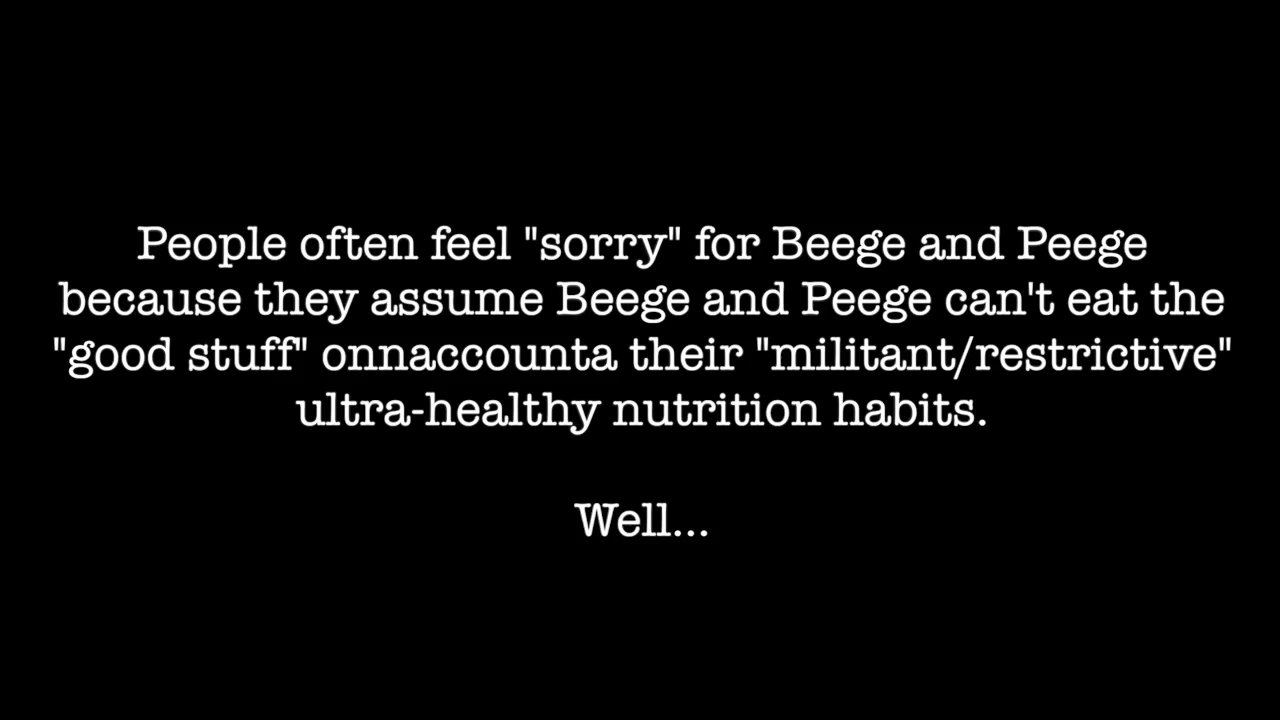 People often feel "sorry" for Beege and Peege
because they assume Beege and Peege can't eat the
"good stuff" onnaccounta their "militant/restrictive"
ultra-healthy nutrition habits.
Well...